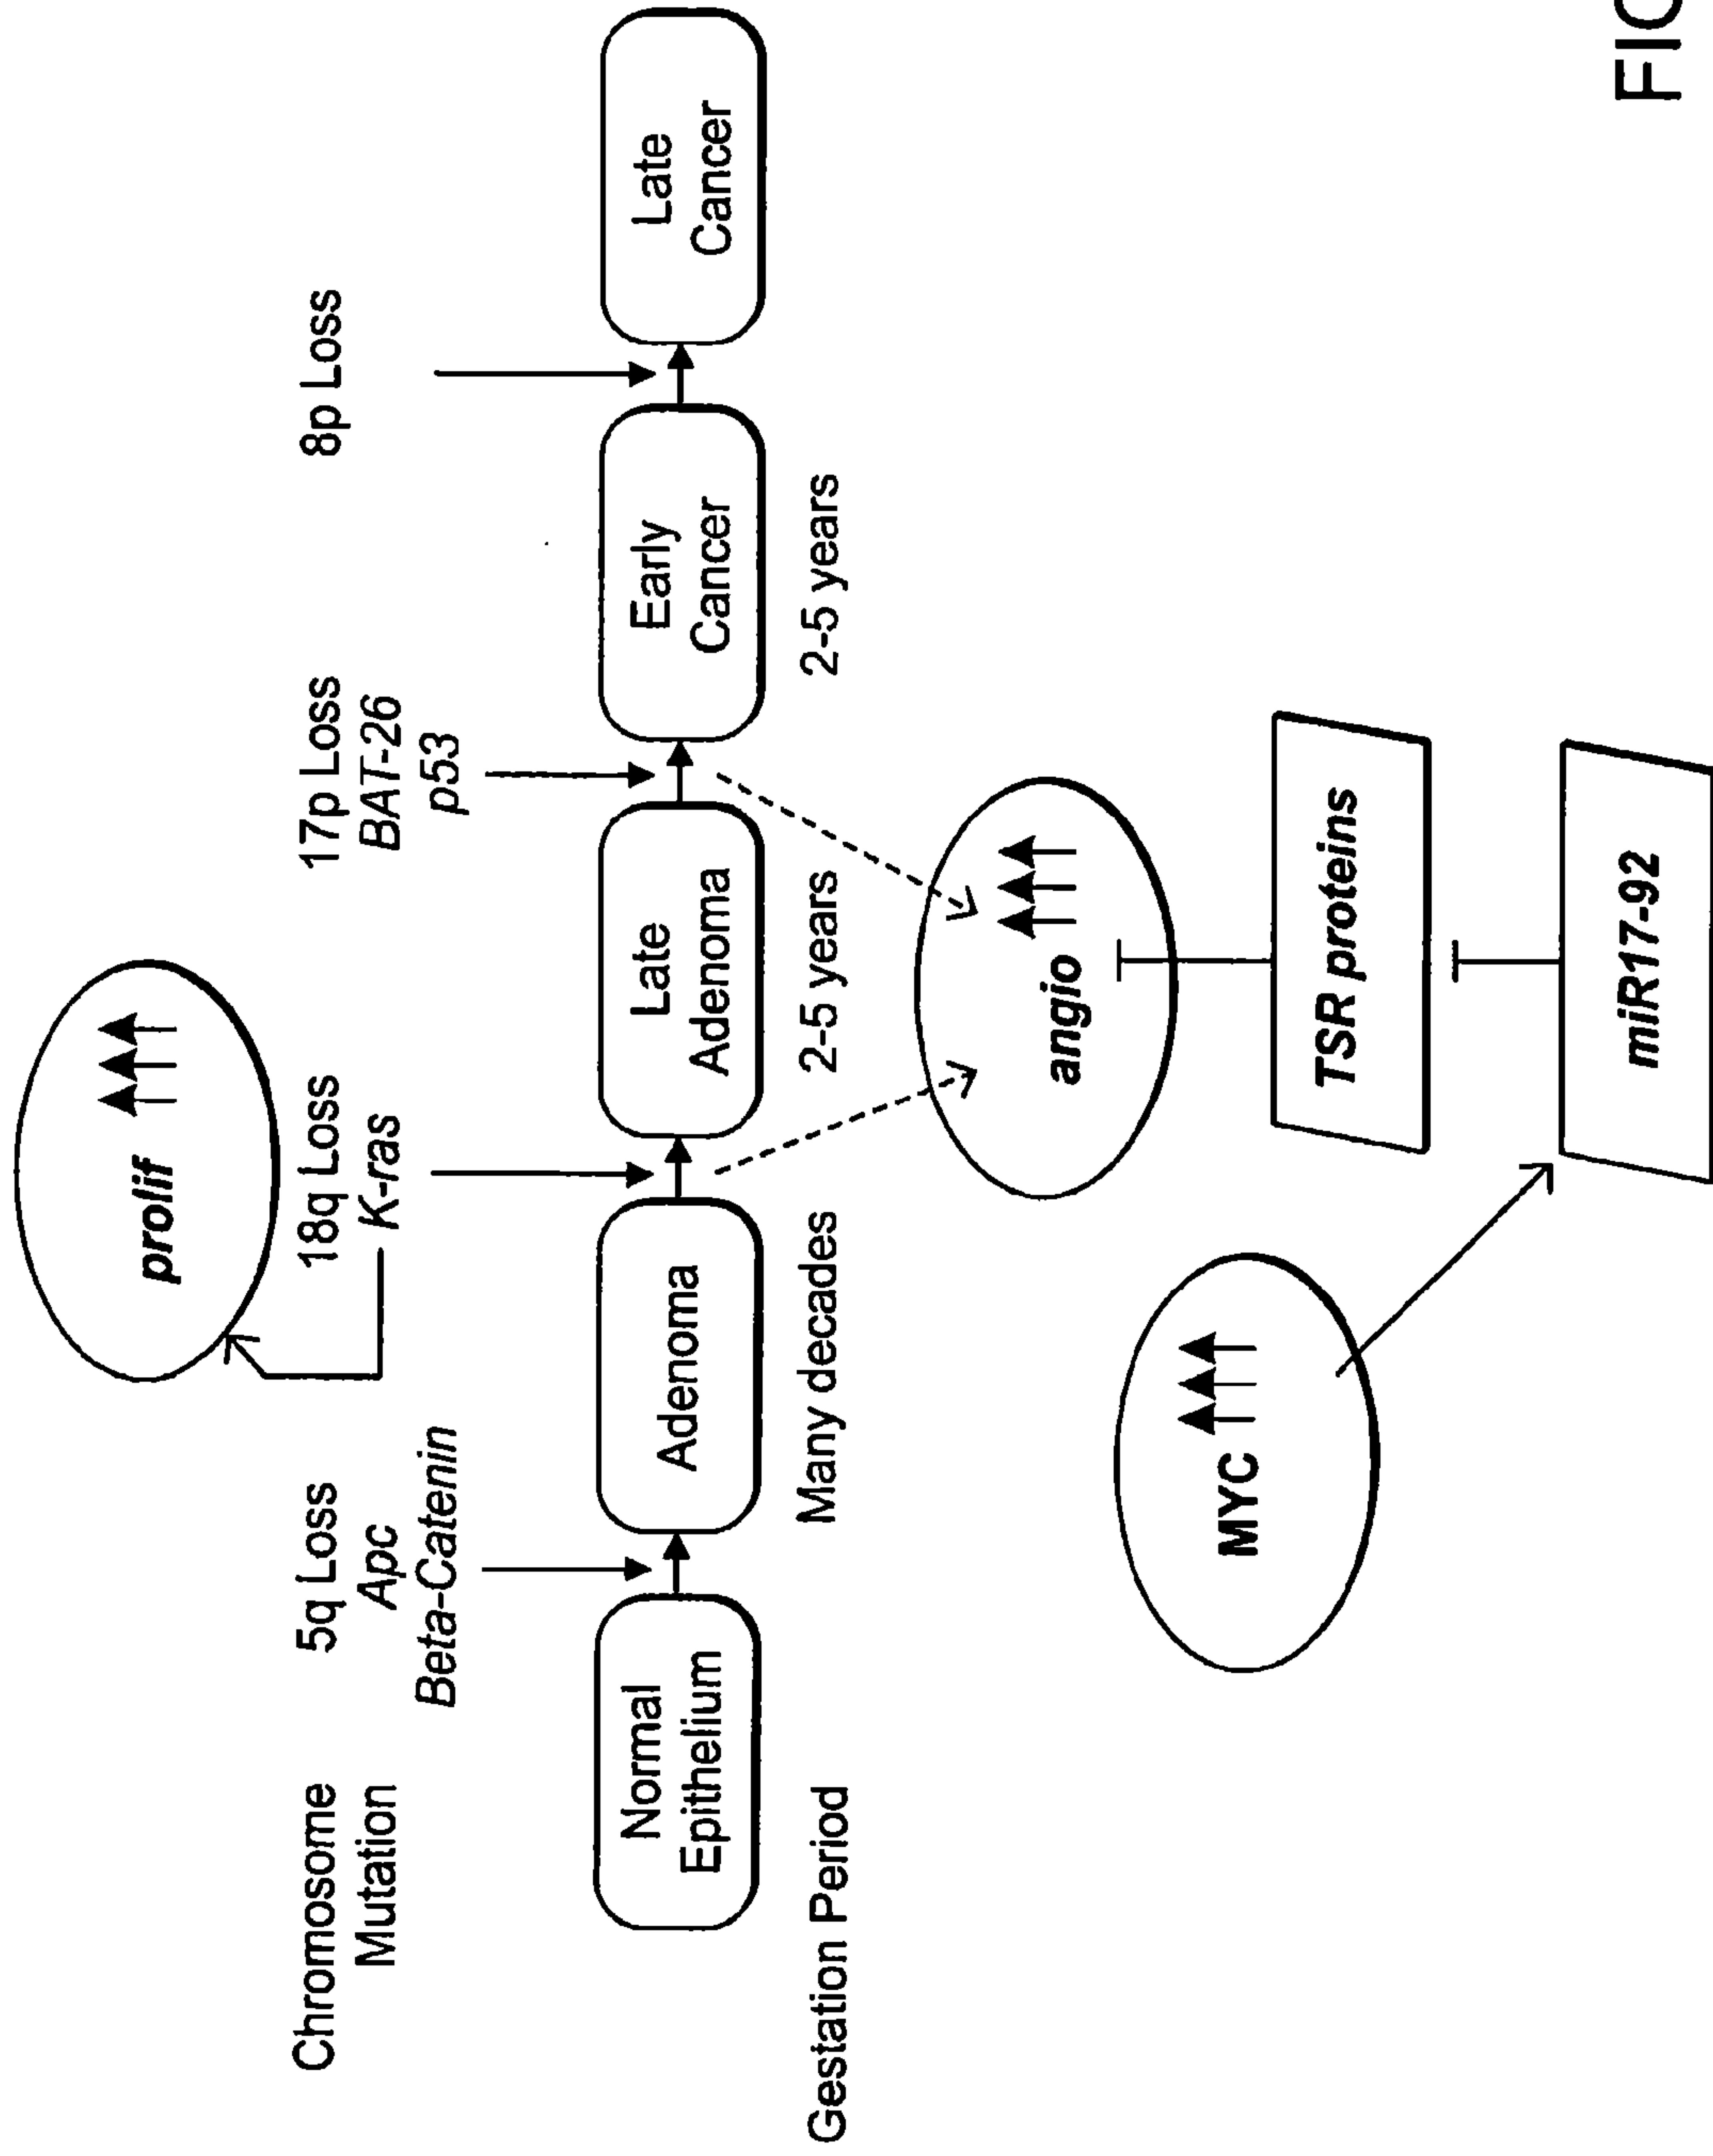 prolif
Chromosome
Mutation
5q Loss
Apc
Beta-Catenin
18q Loss
K-ras
17p Loss
BAT-26
p53
8p Loss
Normal
Epithelium
Adenoma
Late
Adenoma
Early
Cancer
Late
Cancer
Gestation Period
Many decades
2-5 years
2-5 years
angio
MYC
TSR proteins
miR17-92